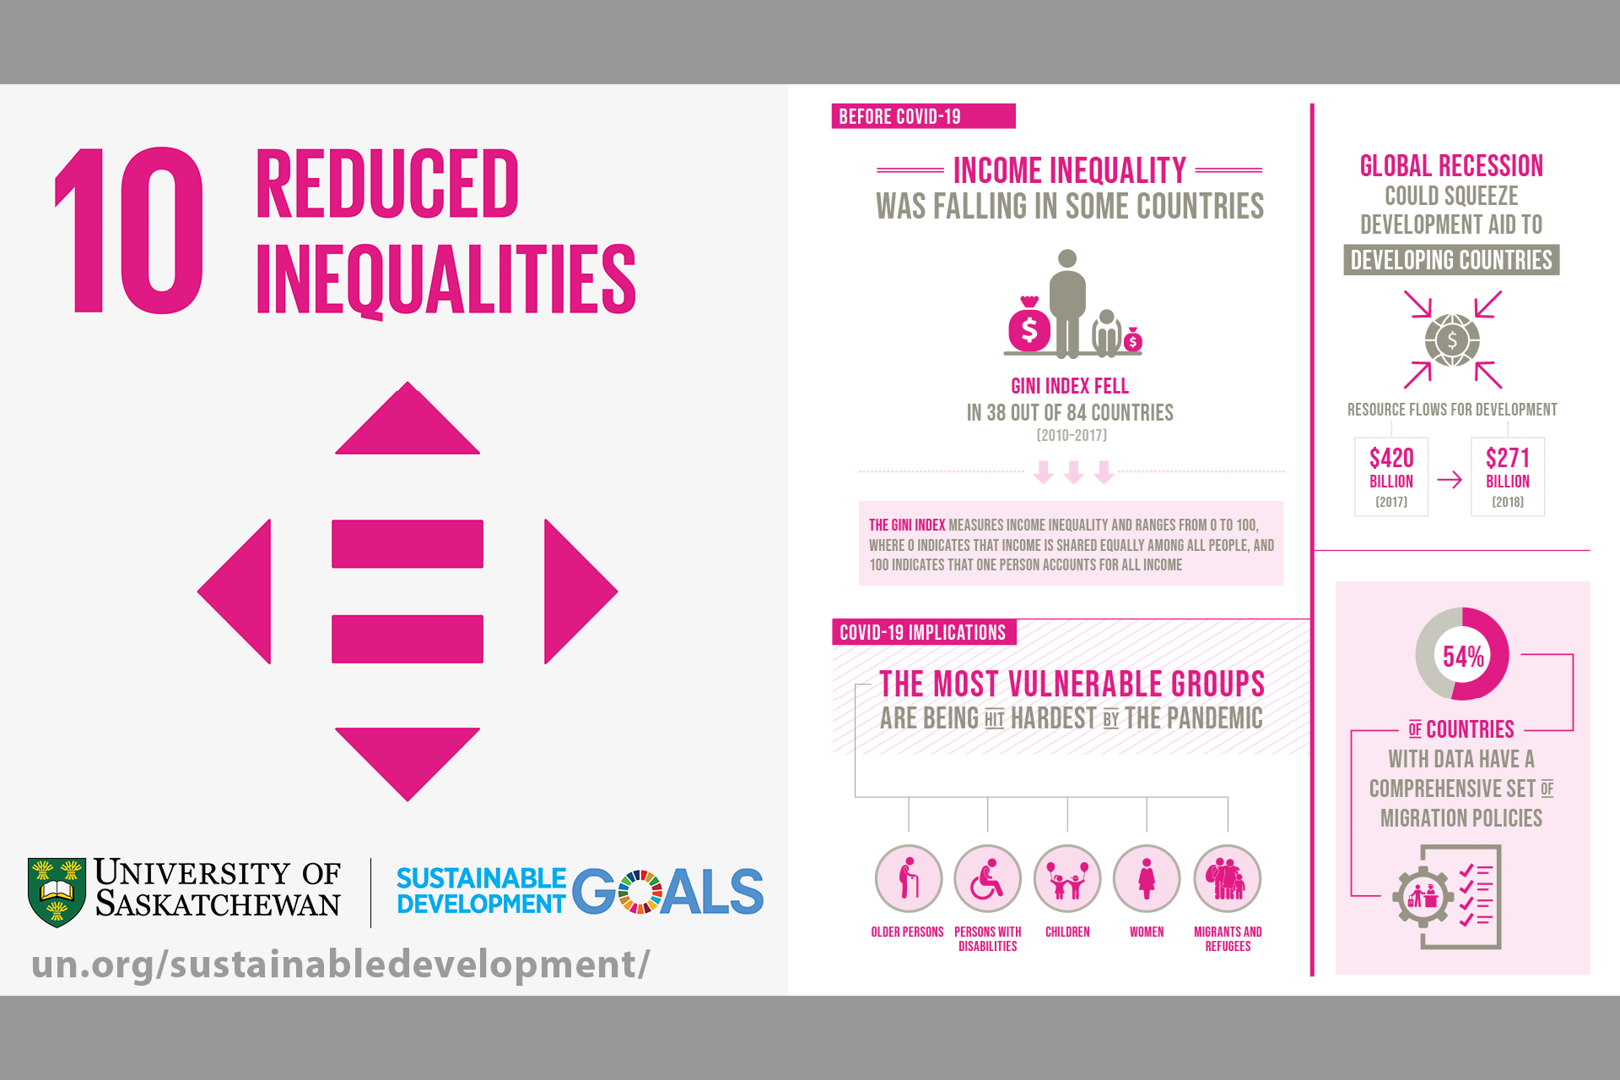 10 REDUCED
INEQUALITIES
UNIVERSITY OF
SASKATCHEWAN
SUSTAINABLE
DEVELOPMENT
GOALS
un.org/sustainabledevelopment/
BEFORE COVID-19
INCOME INEQUALITY
WAS FALLING IN SOME COUNTRIES
$
$
GINI INDEX FELL
IN 38 OUT OF 84 COUNTRIES
(2010-2017)
THE GINI INDEX MEASURES INCOME INEQUALITY AND RANGES FROM 0 TO 100,
WHERE 0 INDICATES THAT INCOME IS SHARED EQUALLY AMONG ALL PEOPLE, AND
100 INDICATES THAT ONE PERSON ACCOUNTS FOR ALL INCOME
COVID-19 IMPLICATIONS
THE MOST VULNERABLE GROUPS
ARE BEING HIT HARDEST BY THE PANDEMIC
OLDER PERSONS
PERSONS WITH
DISABILITIES
CHILDREN
WOMEN
MIGRANTS AND
REFUGEES
GLOBAL RECESSION
COULD SQUEEZE
DEVELOPMENT AID TO
DEVELOPING COUNTRIES
$
RESOURCE FLOWS FOR DEVELOPMENT
$420
BILLION
(2017)
$271
BILLION
(2018)
54%
OF COUNTRIES
WITH DATA HAVE A
COMPREHENSIVE SET OF
MIGRATION POLICIES